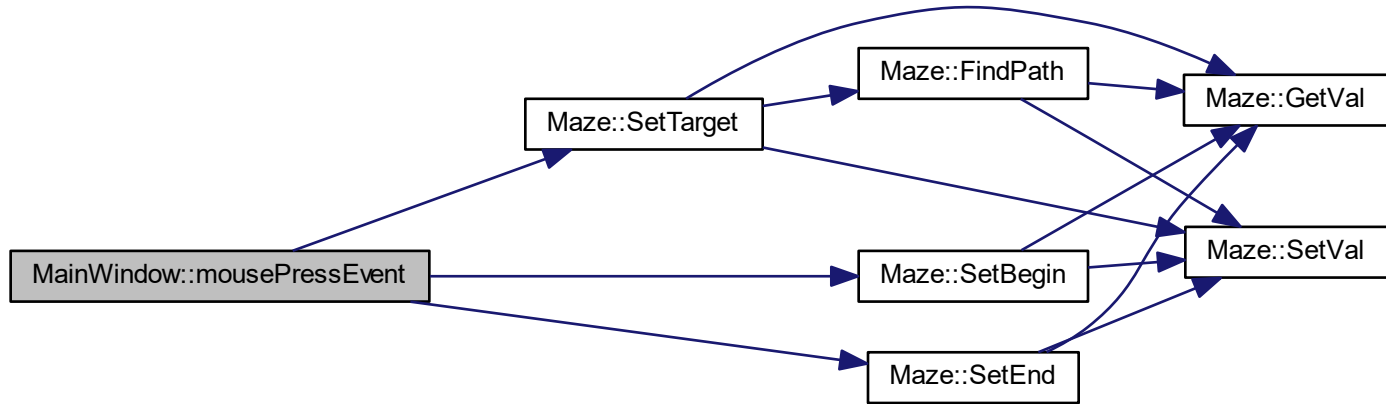 Maze::FindPath
Maze::GetVal
Maze::SetTarget
Maze::SetVal
MainWindow::mousePressEvent
Maze::SetBegin
Maze::SetEnd